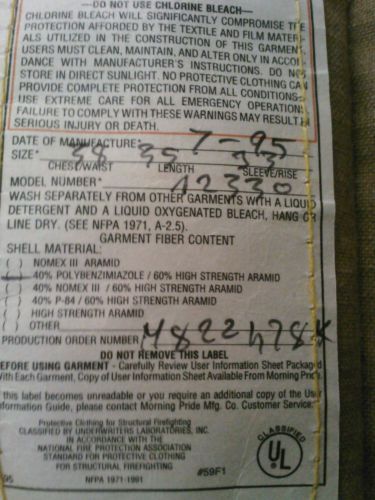 —DO NOT USE CHLORINE BLEACH—
CHLORINE BLEACH WILL SIGNIFICANTLY COMPROMISE THE
PROTECTION AFFORDED BY THE TEXTILE AND FILM MATERI-
ALS UTILIZED IN THE CONSTRUCTION OF THIS GARMENT.
USERS MUST CLEAN, MAINTAIN, AND ALTER ONLY IN ACCOR
DANCE WITH MANUFACTURER'S INSTRUCTIONS. DO NOT
STORE IN DIRECT SUNLIGHT. NO PROTECTIVE CLOTHING CAN
PROVIDE COMPLETE PROTECTION FROM ALL CONDITIONS-
USE EXTREME CARE FOR ALL EMERGENCY OPERATIONS
FAILURE TO COMPLY WITH THESE WARNINGS MAY RESULT IN
SERIOUS INJURY OR DEATH.
DATE OF MANUFACTURE* 7-95
SIZE* 38 35 33
CHEST/WAIST LENGTH SLEEVE/RISE
MODEL NUMBER* 12330
WASH SEPARATELY FROM OTHER GARMENTS WITH A LIQUID
DETERGENT AND A LIQUID OXYGENATED BLEACH, HANG OR
LINE DRY. (SEE NFPA 1971, A-2.5).
GARMENT FIBER CONTENT
SHELL MATERIAL:
NOMEX III ARAMID
40% POLYBENZIMIAZOLE / 60% HIGH STRENGTH ARAMID
40% NOMEX III / 60% HIGH STRENGTH ARAMID
40% P-84 / 60% HIGH STRENGTH ARAMID
HIGH STRENGTH ARAMID
OTHER
PRODUCTION ORDER NUMBER M822478K
DO NOT REMOVE THIS LABEL
BEFORE USING GARMENT - Carefully Review User Information Sheet Packaged
With Each Garment, Copy of User Information Sheet Available From Morning Pride.
this label becomes unreadable or you require an additional copy of the User
Information Guide, please contact Morning Pride Mfg. Co. Customer Service.
Protective Clothing for Structural Firefighting
CLASSIFIED BY UNDERWRITERS LABORATORIES, INC.
IN ACCORDANCE WITH THE
NATIONAL FIRE PROTECTION ASSOCIATION
STANDARD FOR PROTECTIVE CLOTHING
FOR STRUCTURAL FIREFIGHTING
NFPA 1971-1991
#59F1
CLASSIFIED
UL
95